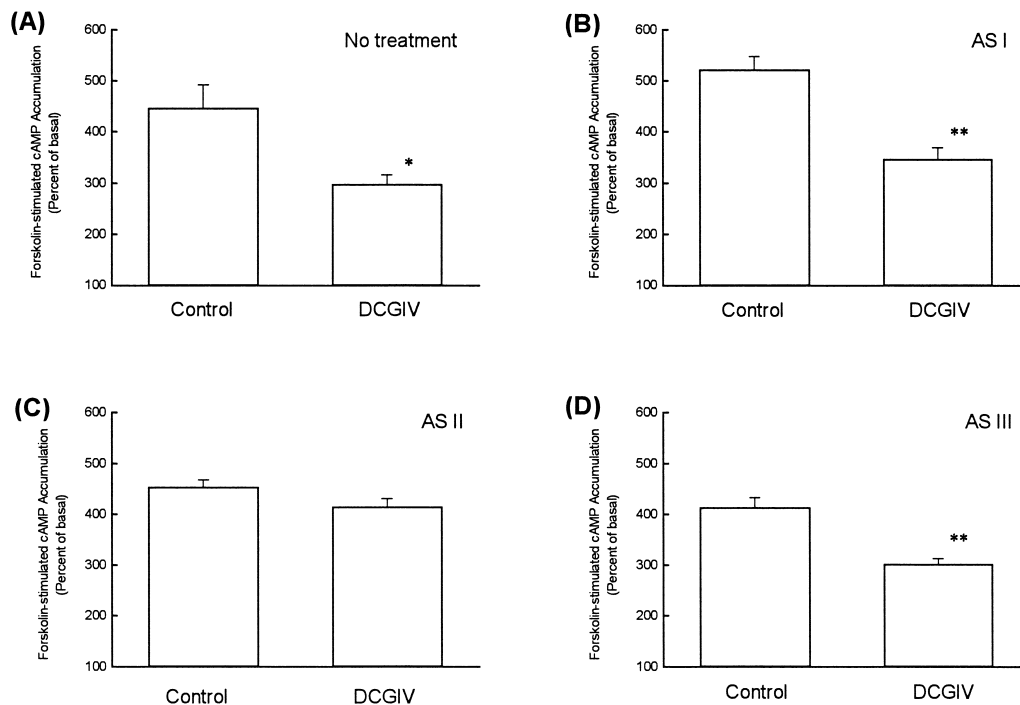 (A)
No treatment
Forskolin-stimulated cAMP Accumulation
(Percent of basal)
600
500
400
300
200
100
*
Control
DCGIV
(B)
AS I
Forskolin-stimulated cAMP Accumulation
(Percent of basal)
600
500
400
300
200
100
**
Control
DCGIV
(C)
AS II
Forskolin-stimulated cAMP Accumulation
(Percent of basal)
600
500
400
300
200
100
Control
DCGIV
(D)
AS III
Forskolin-stimulated cAMP Accumulation
(Percent of basal)
600
500
400
300
200
100
**
Control
DCGIV